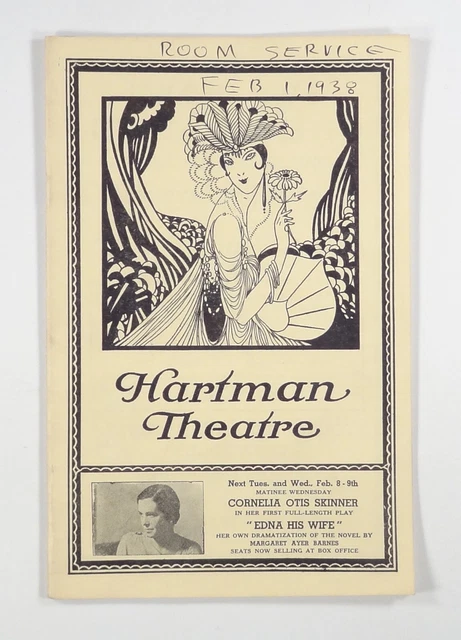 ROOM SERVICE
FEB 1, 1938
Hartman
Theatre
Next Tues. and Wed., Feb. 8 - 9th
MATINEE WEDNESDAY
CORNELIA OTIS SKINNER
IN HER FIRST FULL-LENGTH PLAY
"EDNA HIS WIFE"
HER OWN DRAMATIZATION OF THE NOVEL BY
MARGARET AYER BARNES
SEATS NOW SELLING AT BOX OFFICE